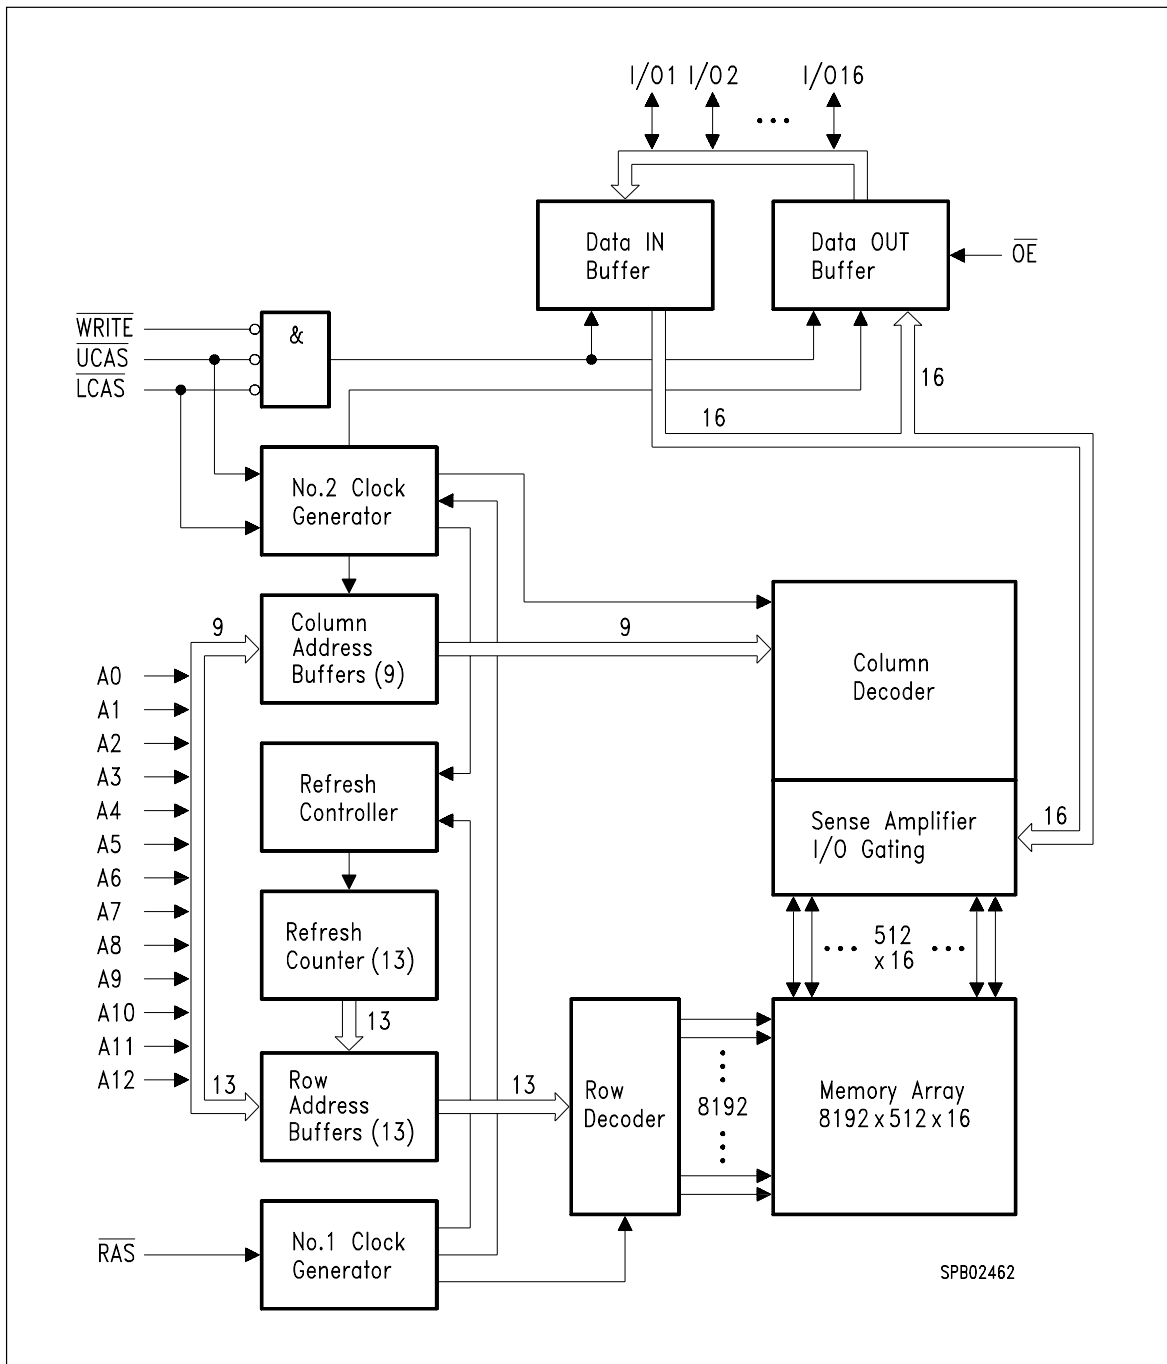 I/O1 I/O2 ... I/O16
Data IN
Buffer
Data OUT
Buffer
OE
WRITE
UCAS
LCAS
&
16
16
No.2 Clock
Generator
Column
Address
Buffers (9)
9
9
Column
Decoder
A0
A1
A2
A3
A4
A5
A6
A7
A8
A9
A10
A11
A12
Refresh
Controller
Sense Amplifier
I/O Gating
16
Refresh
Counter (13)
... 512 ...
x 16
13
13
Row
Address
Buffers (13)
13
Row
Decoder
8192
Memory Array
8192 x 512 x 16
RAS
No.1 Clock
Generator
SPB02462